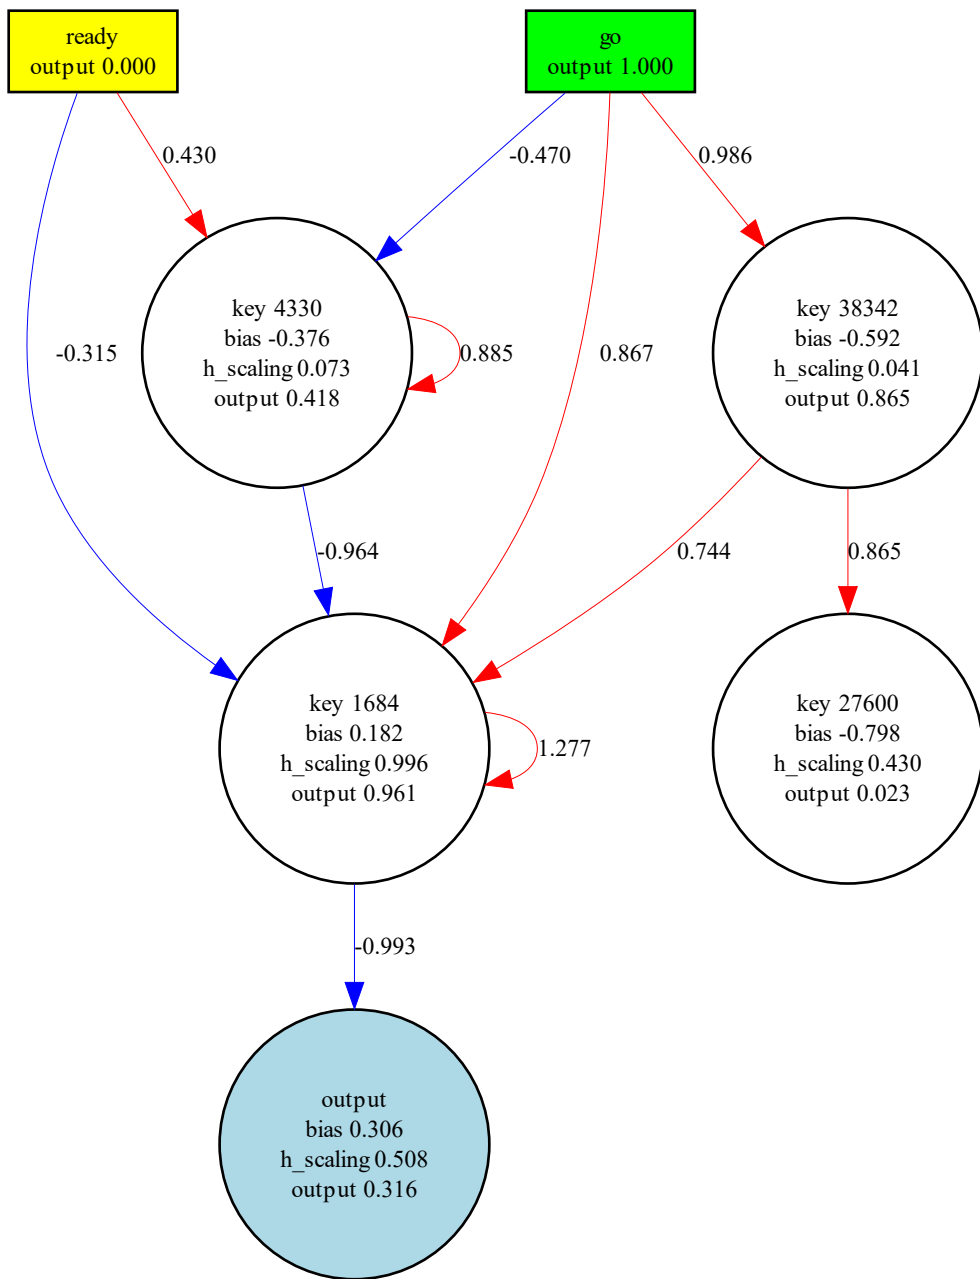 ready
output 0.000
go
output 1.000
0.430
-0.470
0.986
key 4330
bias -0.376
h_scaling 0.073
output 0.418
key 38342
bias -0.592
h_scaling 0.041
output 0.865
-0.315
0.885
0.867
-0.964
0.744
0.865
key 1684
bias 0.182
h_scaling 0.996
output 0.961
1.277
key 27600
bias -0.798
h_scaling 0.430
output 0.023
-0.993
output
bias 0.306
h_scaling 0.508
output 0.316